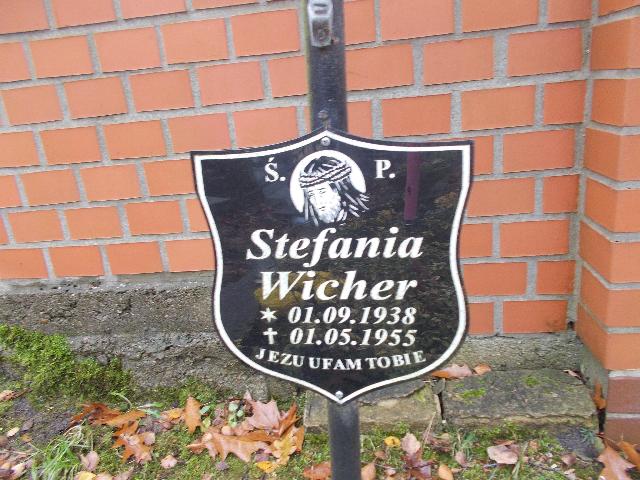 Ś. P.
Stefania
Wicher
* 01.09.1938
✝ 01.05.1955
JEZU UFAM TOBIE